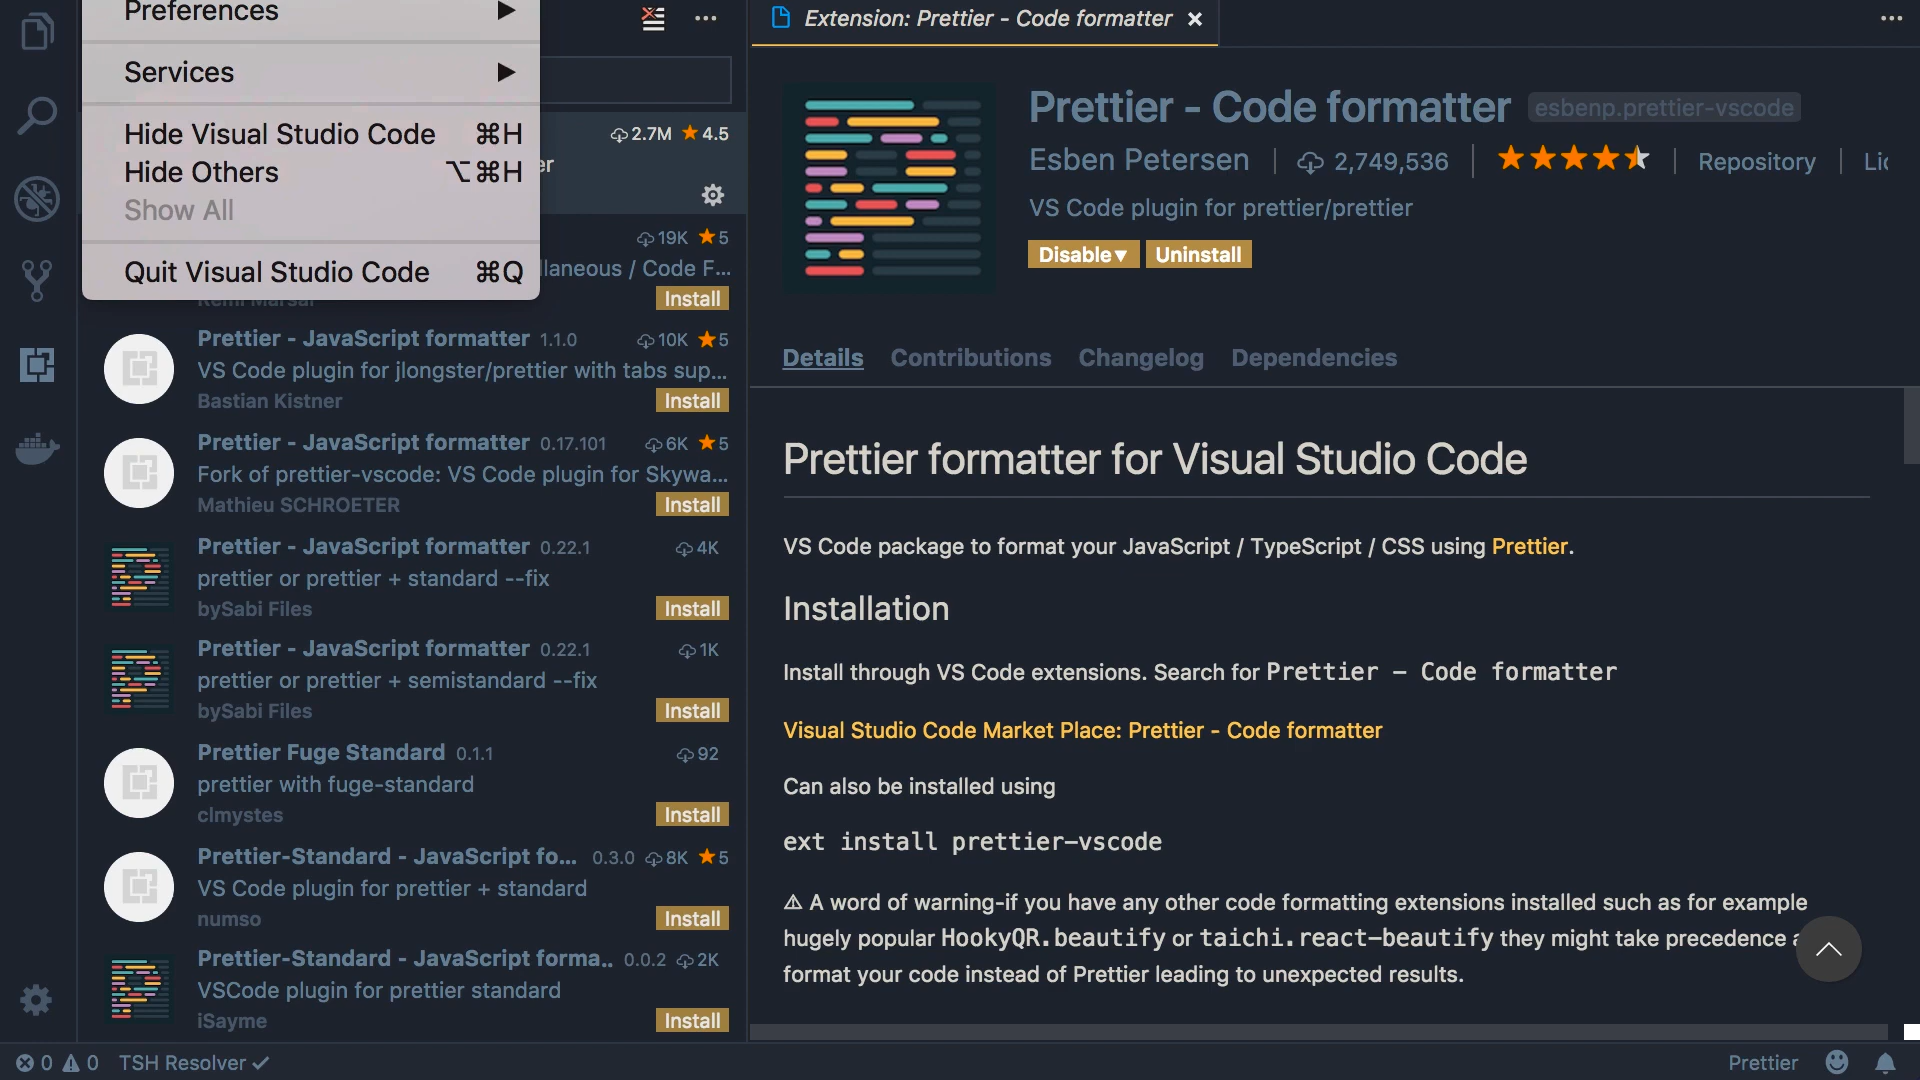 Preferences ▶
Services ▶
Hide Visual Studio Code ⌘H
Hide Others ⌥⌘H
Show All
Quit Visual Studio Code ⌘Q
2.7M ★ 4.5
er
19K ★5
llaneous / Code F...
Install
Prettier - JavaScript formatter 1.1.0 10K ★5
VS Code plugin for jlongster/prettier with tabs sup...
Bastian Kistner Install
Prettier - JavaScript formatter 0.17.101 6K ★5
Fork of prettier-vscode: VS Code plugin for Skywa...
Mathieu SCHROETER Install
Prettier - JavaScript formatter 0.22.1 4K
prettier or prettier + standard --fix
bySabi Files Install
Prettier - JavaScript formatter 0.22.1 1K
prettier or prettier + semistandard --fix
bySabi Files Install
Prettier Fuge Standard 0.1.1 92
prettier with fuge-standard
clmystes Install
Prettier-Standard - JavaScript fo... 0.3.0 8K ★5
VS Code plugin for prettier + standard
numso Install
Prettier-Standard - JavaScript forma.. 0.0.2 2K
VSCode plugin for prettier standard
iSayme Install
Extension: Prettier - Code formatter ×
Prettier - Code formatter esbenp.prettier-vscode
Esben Petersen | 2,749,536 | | Repository | Lic
VS Code plugin for prettier/prettier
Disable▼ Uninstall
Details Contributions Changelog Dependencies
Prettier formatter for Visual Studio Code
VS Code package to format your JavaScript / TypeScript / CSS using Prettier.
Installation
Install through VS Code extensions. Search for Prettier - Code formatter
Visual Studio Code Market Place: Prettier - Code formatter
Can also be installed using
ext install prettier-vscode
⚠ A word of warning-if you have any other code formatting extensions installed such as for example
hugely popular HookyQR.beautify or taichi.react-beautify they might take precedence
format your code instead of Prettier leading to unexpected results.
0 0 TSH Resolver ✓ Prettier